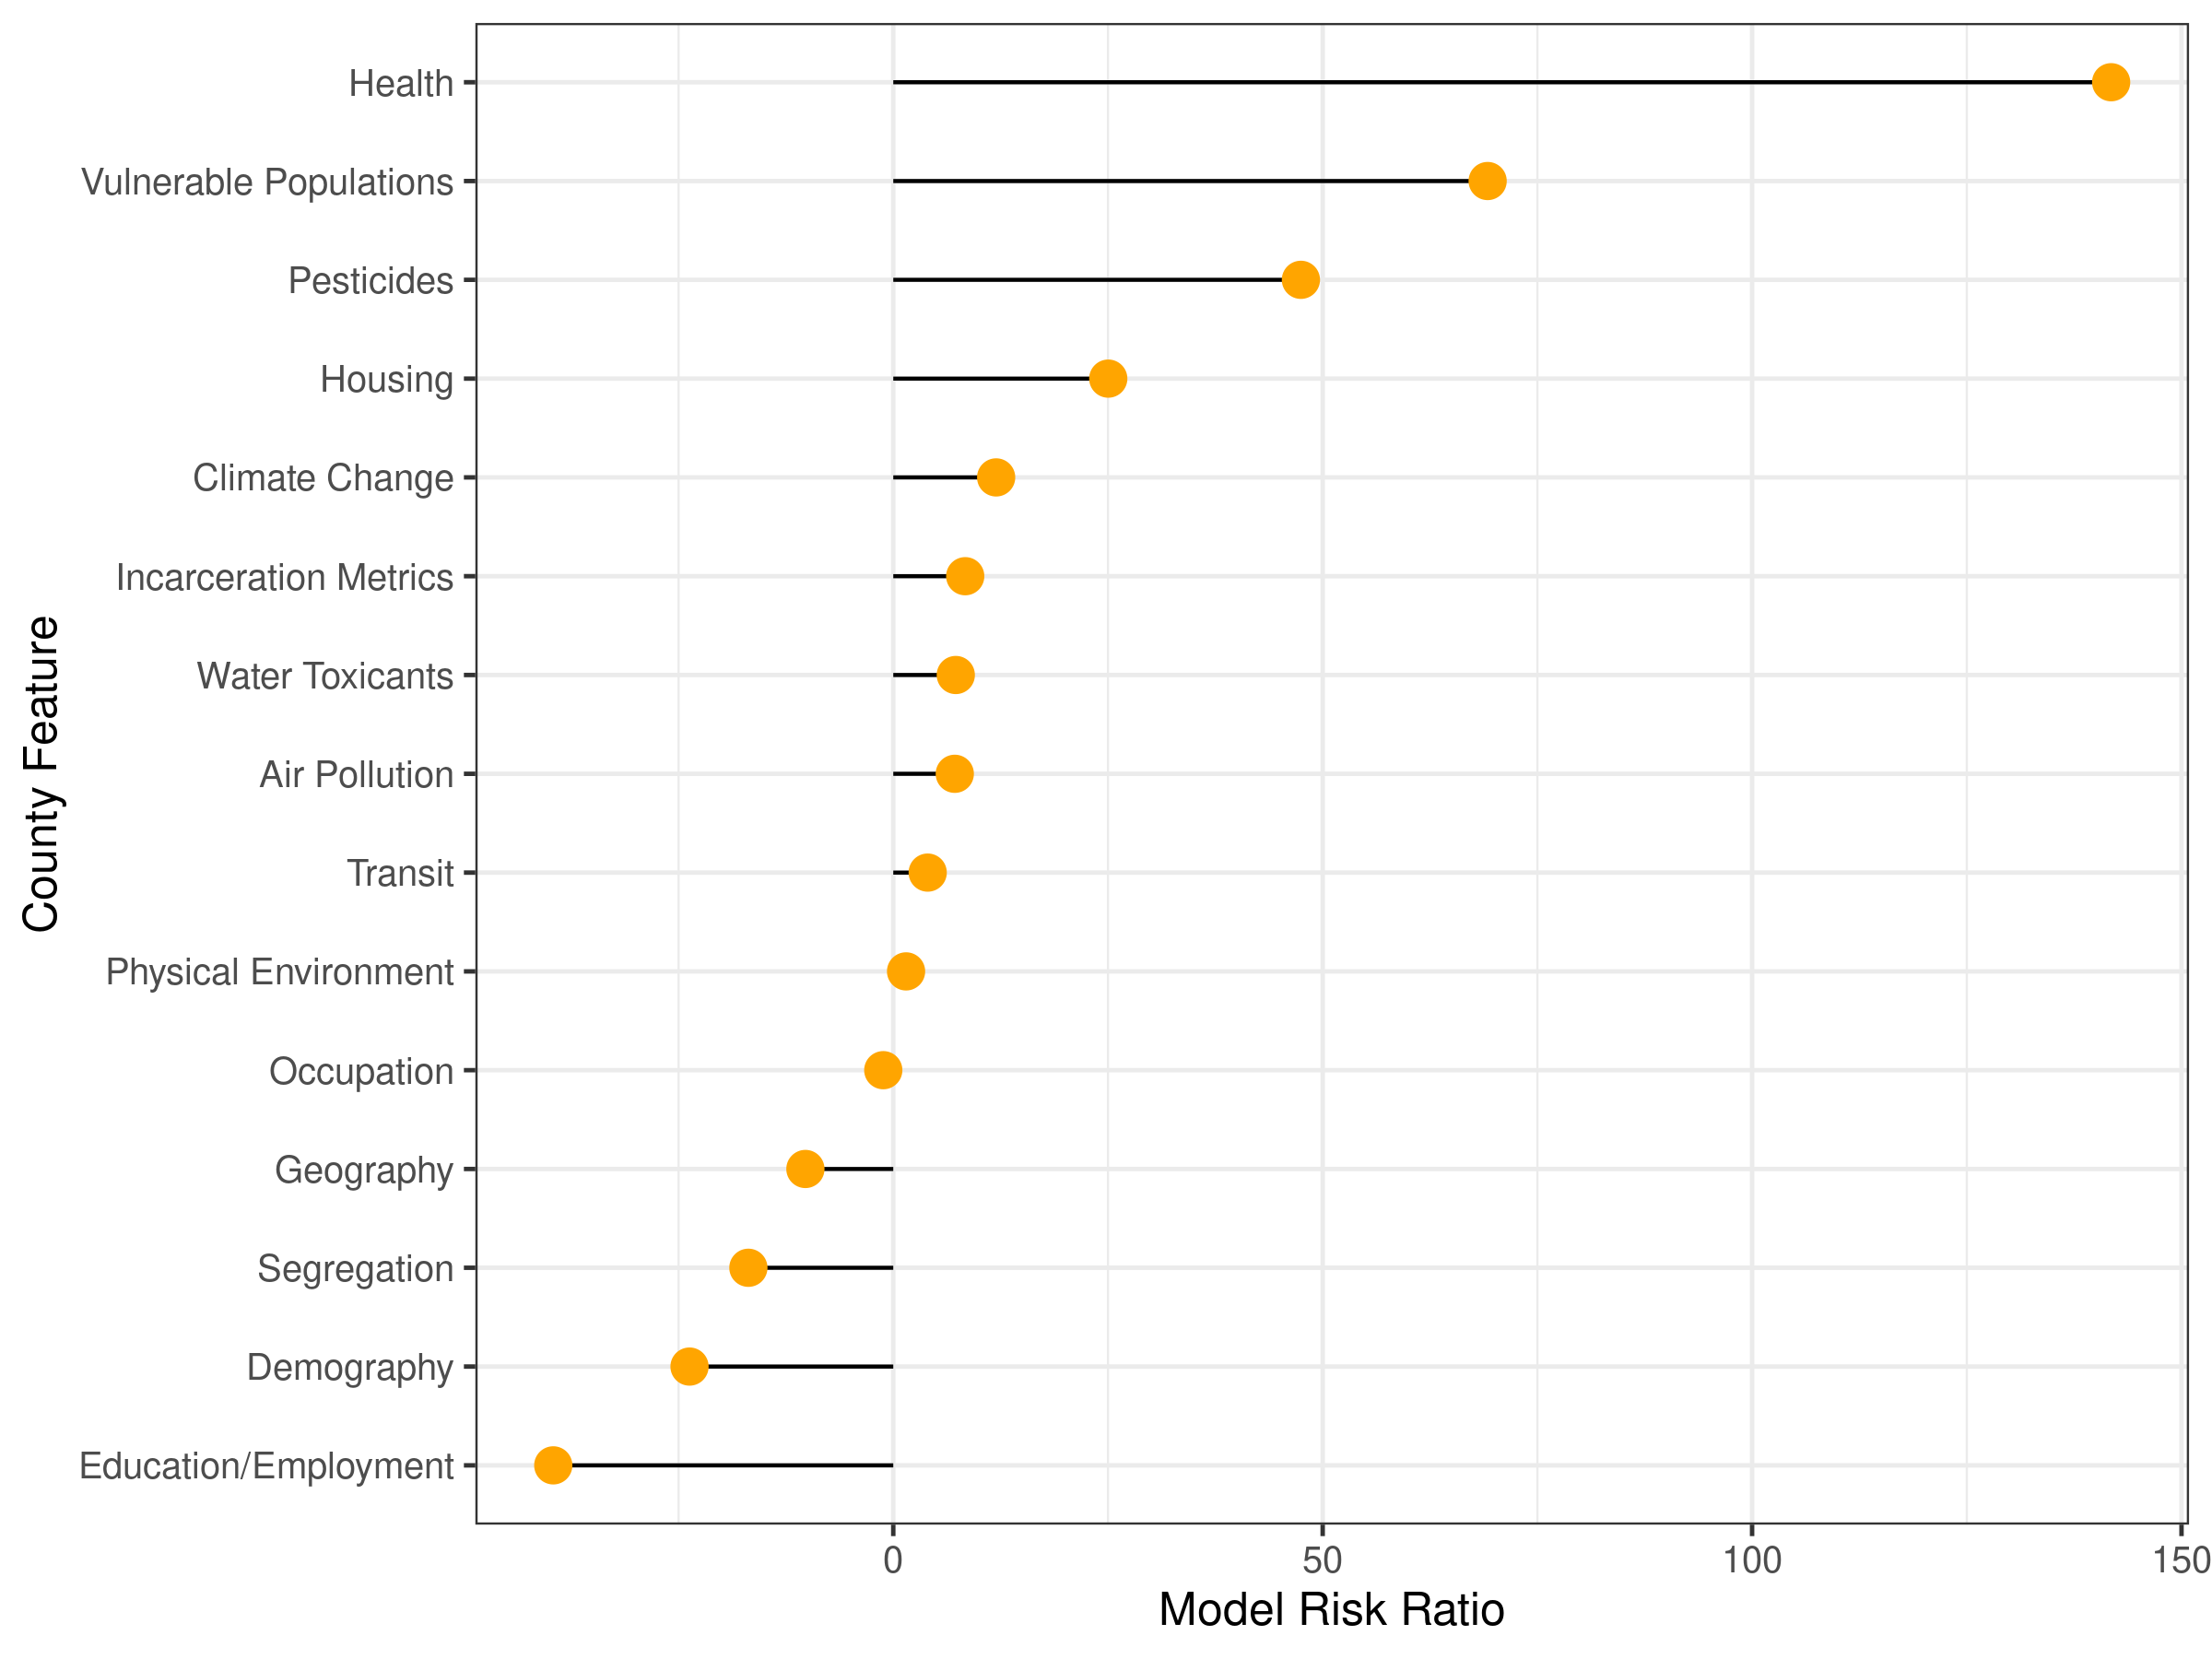 Health
Vulnerable Populations
Pesticides
Housing
Climate Change
Incarceration Metrics
Water Toxicants
Air Pollution
Transit
Physical Environment
Occupation
Geography
Segregation
Demography
Education/Employment
County Feature
0 50 100 150
Model Risk Ratio